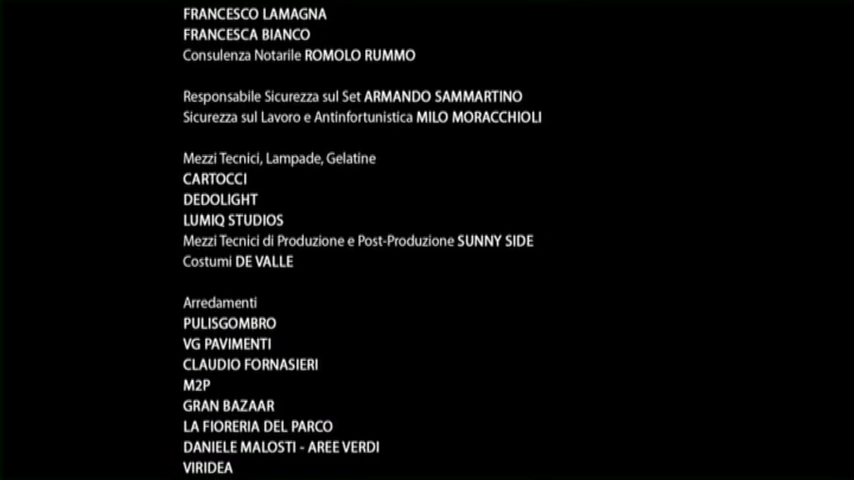 FRANCESCO LAMAGNA
FRANCESCA BIANCO
Consulenza Notarile ROMOLO RUMMO
Responsabile Sicurezza sul Set ARMANDO SAMMARTINO
Sicurezza sul Lavoro e Antinfortunistica MILO MORACCHIOLI
Mezzi Tecnici, Lampade, Gelatine
CARTOCCI
DEDOLIGHT
LUMIQ STUDIOS
Mezzi Tecnici di Produzione e Post-Produzione SUNNY SIDE
Costumi DE VALLE
Arredamenti
PULISGOMBRO
VG PAVIMENTI
CLAUDIO FORNASIERI
M2P
GRAN BAZAAR
LA FIORERIA DEL PARCO
DANIELE MALOSTI - AREE VERDI
VIRIDEA